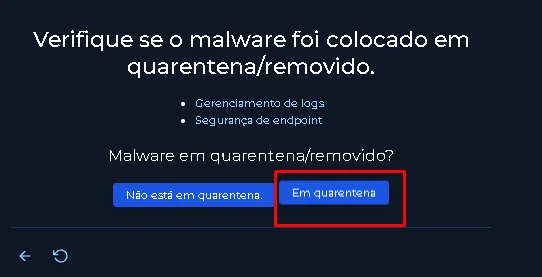 Verifique se o malware foi colocado em
quarentena/removido.
Gerenciamento de logs
Segurança de endpoint
Malware em quarentena/removido?
Não está em quarentena.
Em quarentena